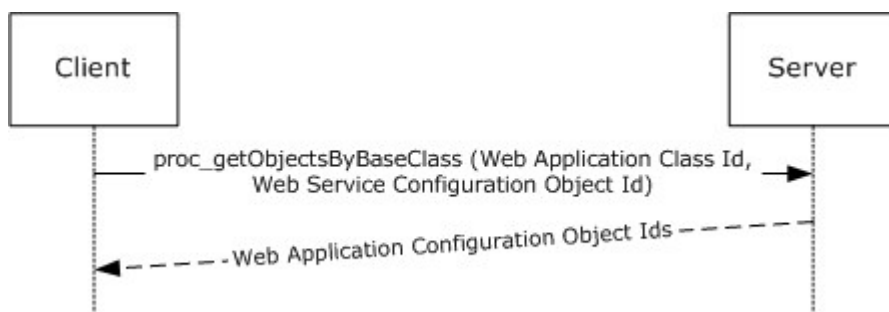 Client
Server
proc_getObjectsByBaseClass (Web Application Class Id,
Web Service Configuration Object Id)
Web Application Configuration Object Ids